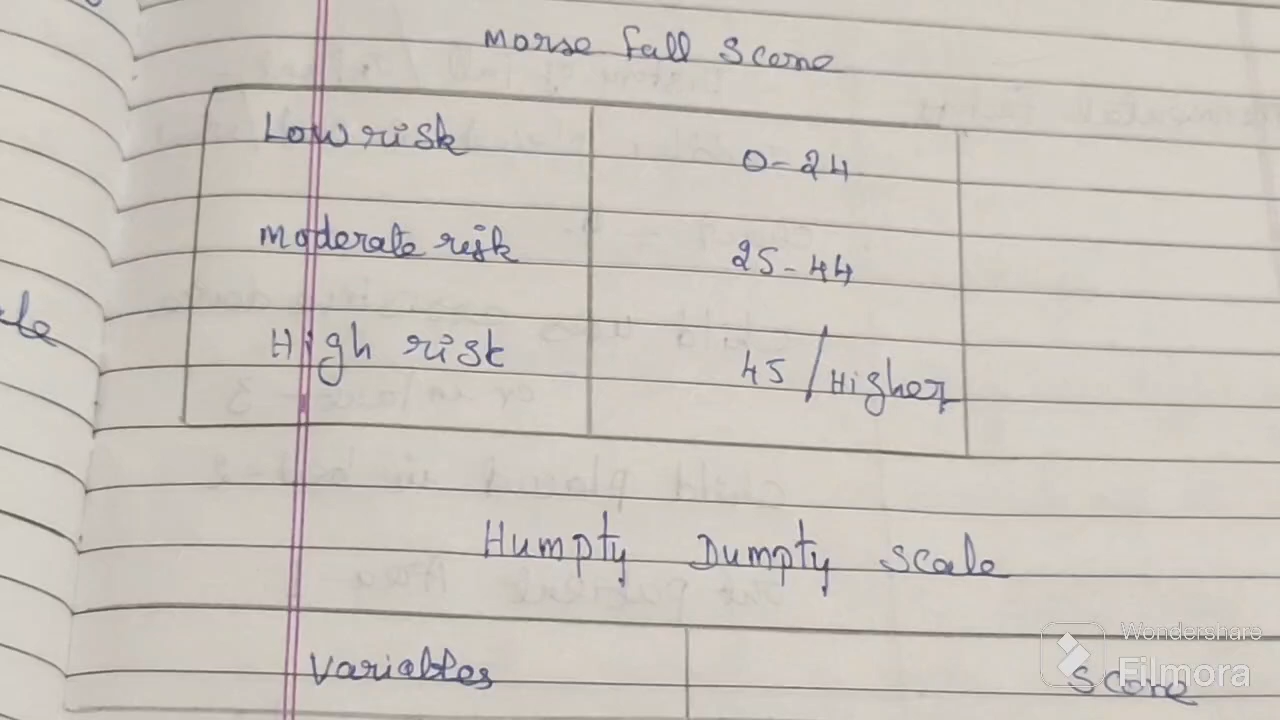 Morse Fall Score
Low risk 0-24
Moderate risk 25-44
High risk 45/Higher
Humpty Dumpty Scale
Variables Score
Wondershare
Filmora